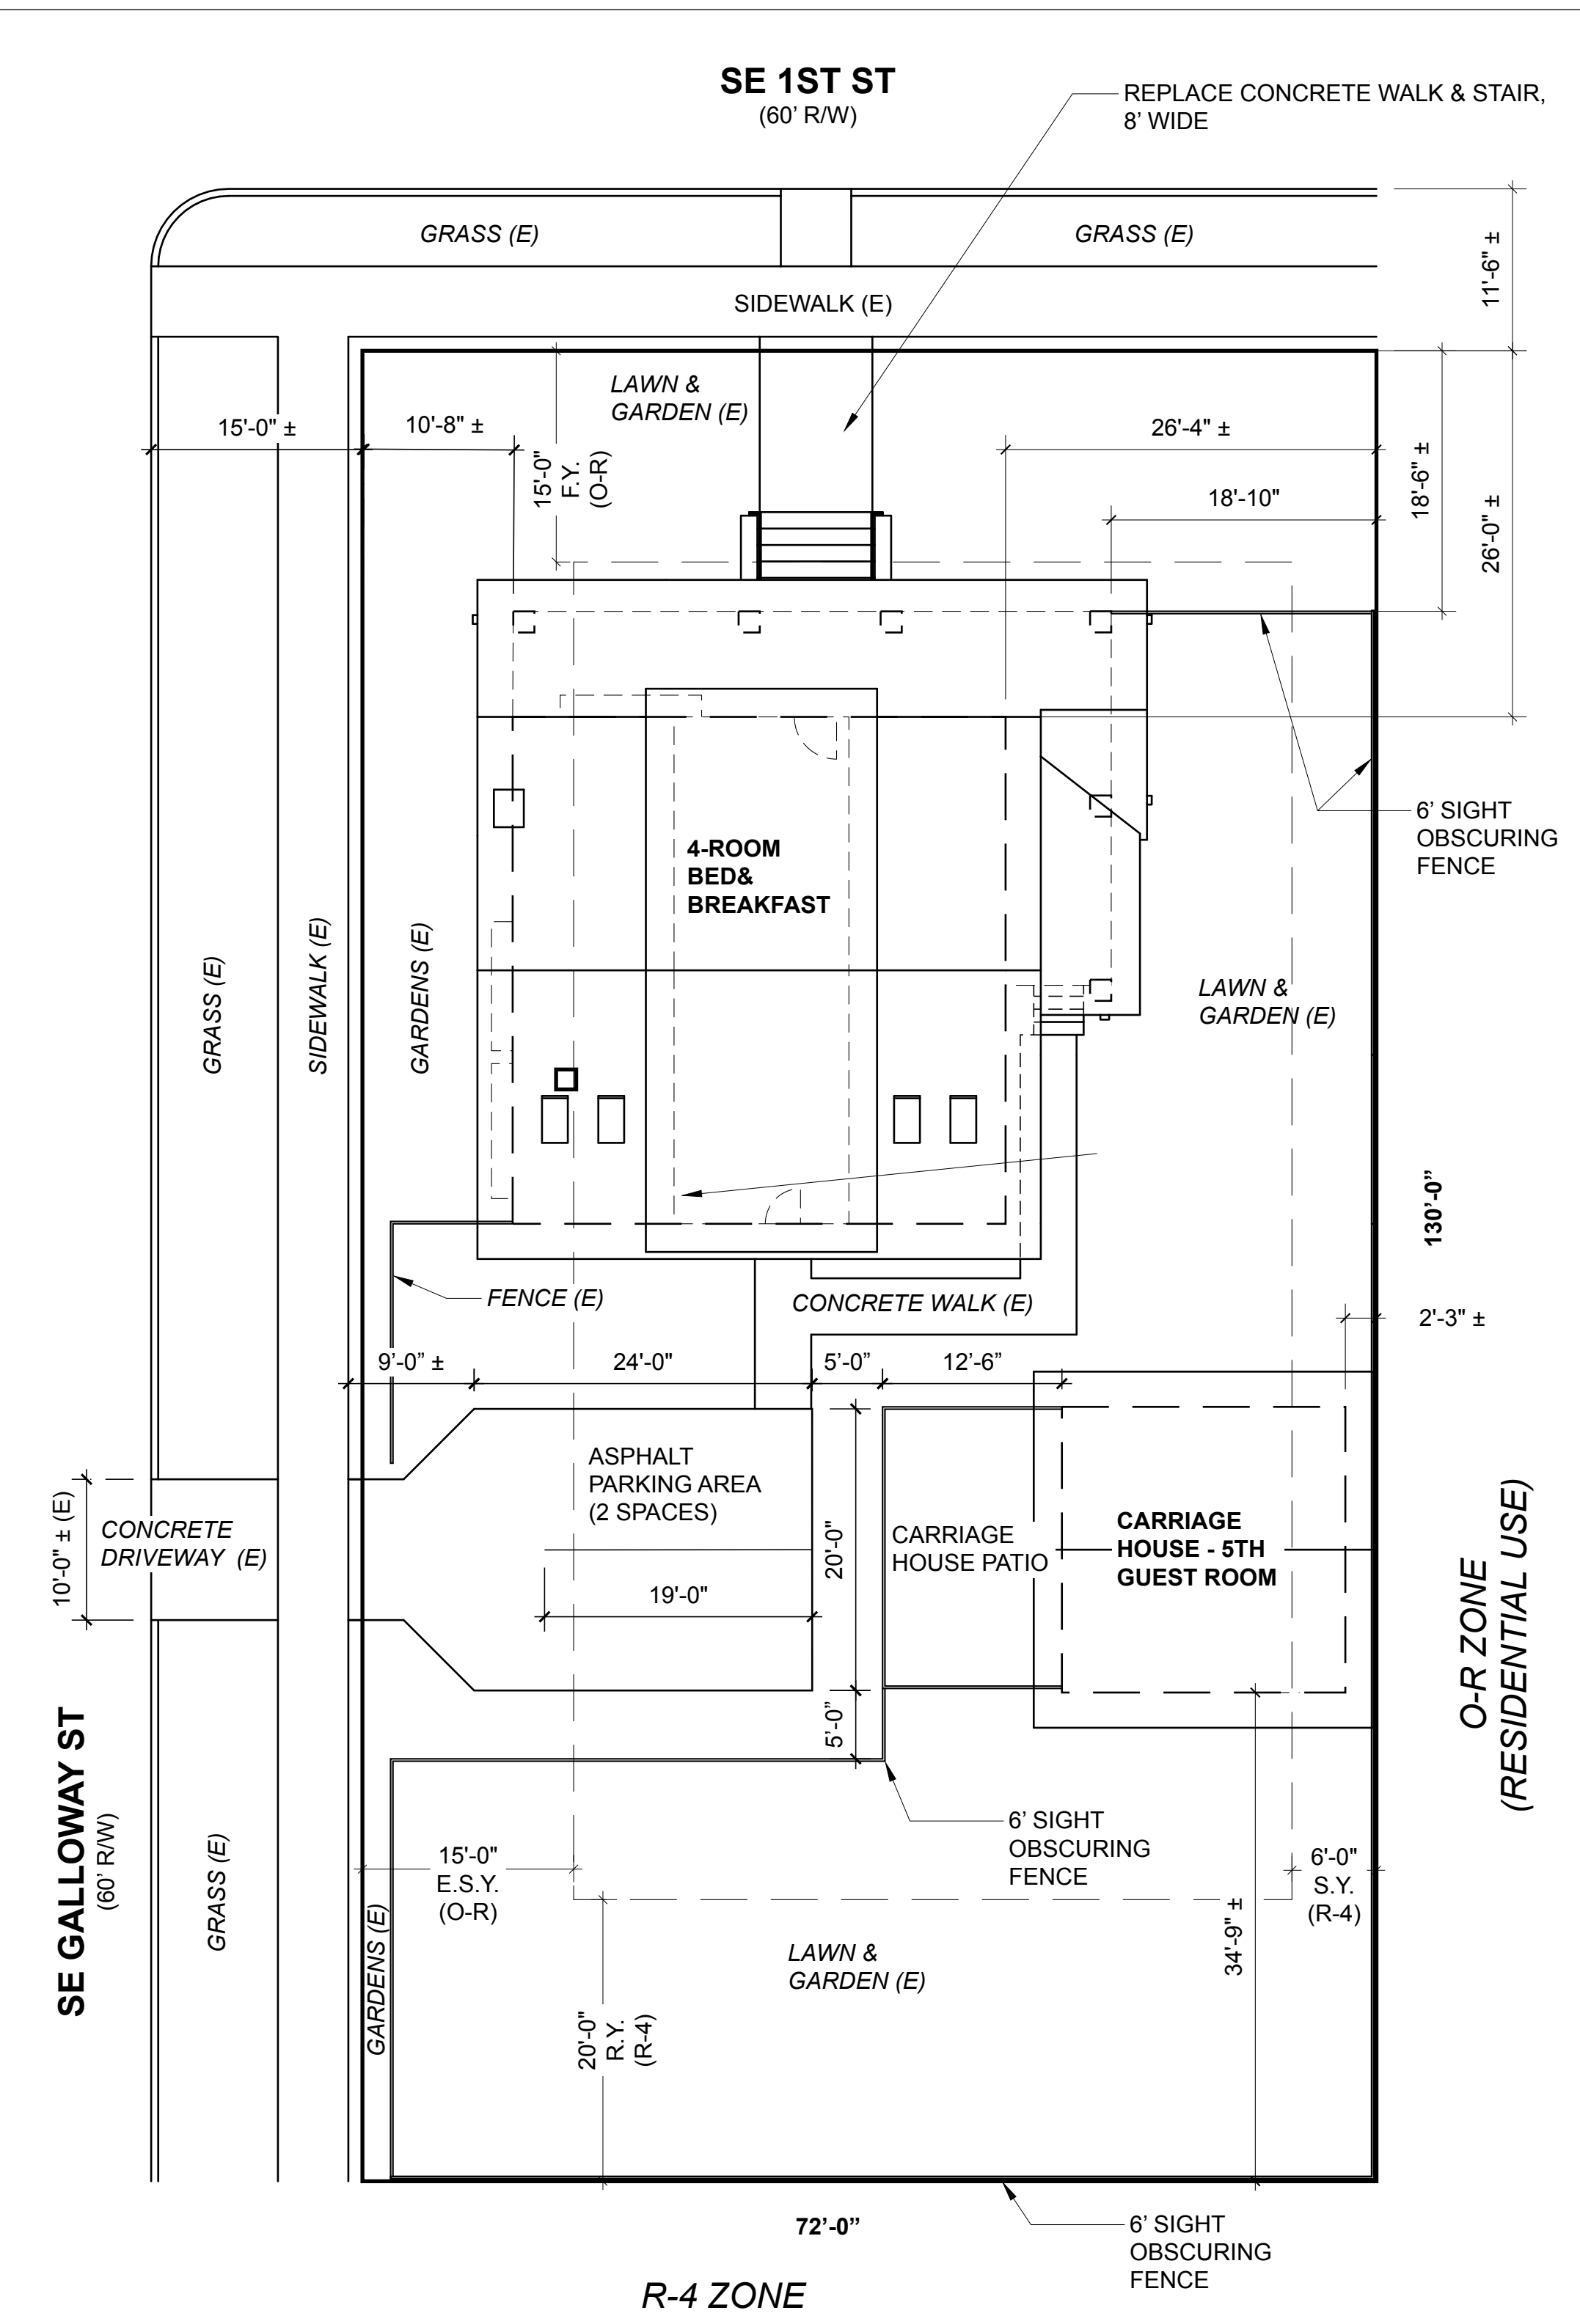 SE 1ST ST
(60’ R/W)
REPLACE CONCRETE WALK & STAIR,
8’ WIDE
GRASS (E)
GRASS (E)
11'-6" ±
SIDEWALK (E)
LAWN &
GARDEN (E)
15'-0" ±
10'-8" ±
15'-0"
F.Y.
(O-R)
26'-4" ±
18'-6" ±
18'-10"
26'-0" ±
6’ SIGHT
OBSCURING
FENCE
4-ROOM
BED&
BREAKFAST
GRASS (E)
SIDEWALK (E)
GARDENS (E)
LAWN &
GARDEN (E)
130’-0”
FENCE (E)
CONCRETE WALK (E)
2'-3" ±
9’-0” ±
24'-0"
5’-0”
12’-6”
ASPHALT
PARKING AREA
(2 SPACES)
10'-0" ± (E)
CONCRETE
DRIVEWAY (E)
20'-0"
CARRIAGE
HOUSE PATIO
CARRIAGE
HOUSE - 5TH
GUEST ROOM
19'-0"
O-R ZONE
(RESIDENTIAL USE)
5’-0”
SE GALLOWAY ST
(60’ R/W)
GRASS (E)
6’ SIGHT
OBSCURING
FENCE
15'-0"
E.S.Y.
(O-R)
6'-0"
S.Y.
(R-4)
34'-9" ±
GARDENS (E)
LAWN &
GARDEN (E)
20'-0"
R.Y.
(R-4)
72’-0”
6’ SIGHT
OBSCURING
FENCE
R-4 ZONE